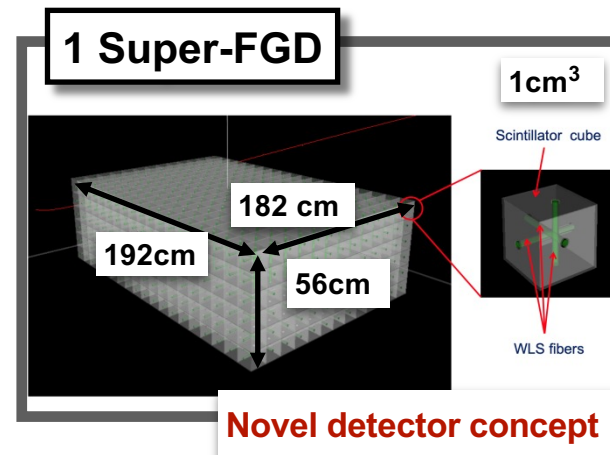 1 Super-FGD
1cm³
Scintillator cube
182 cm
192cm
56cm
WLS fibers
Novel detector concept